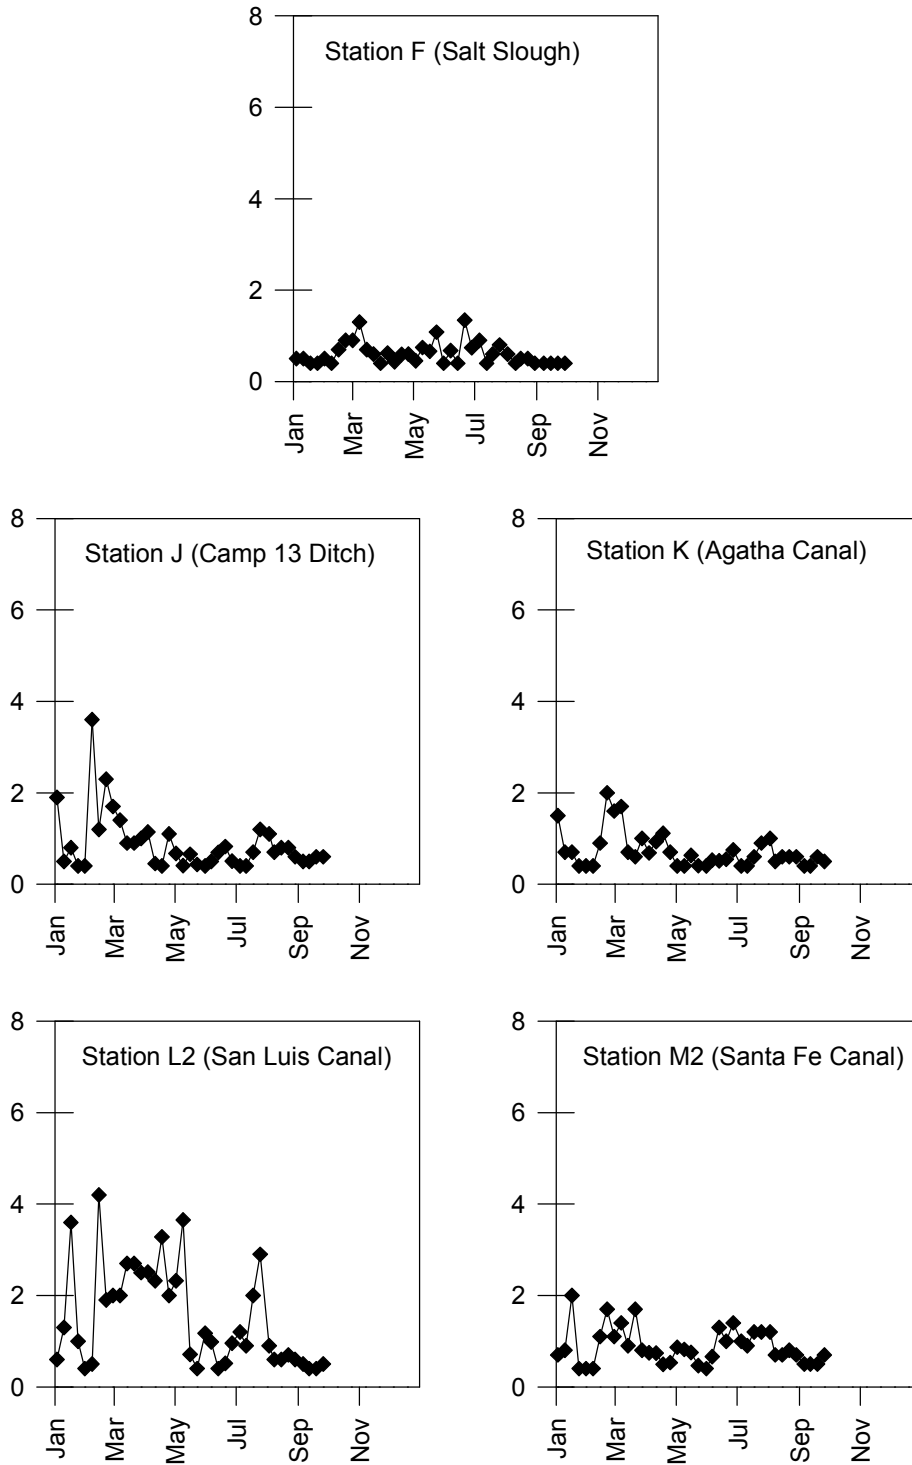 8
Station F (Salt Slough)
6
4
2
0
Jan
Mar
May
Jul
Sep
Nov
8
Station J (Camp 13 Ditch)
6
4
2
0
Jan
Mar
May
Jul
Sep
Nov
8
Station K (Agatha Canal)
6
4
2
0
Jan
Mar
May
Jul
Sep
Nov
8
Station L2 (San Luis Canal)
6
4
2
0
Jan
Mar
May
Jul
Sep
Nov
8
Station M2 (Santa Fe Canal)
6
4
2
0
Jan
Mar
May
Jul
Sep
Nov